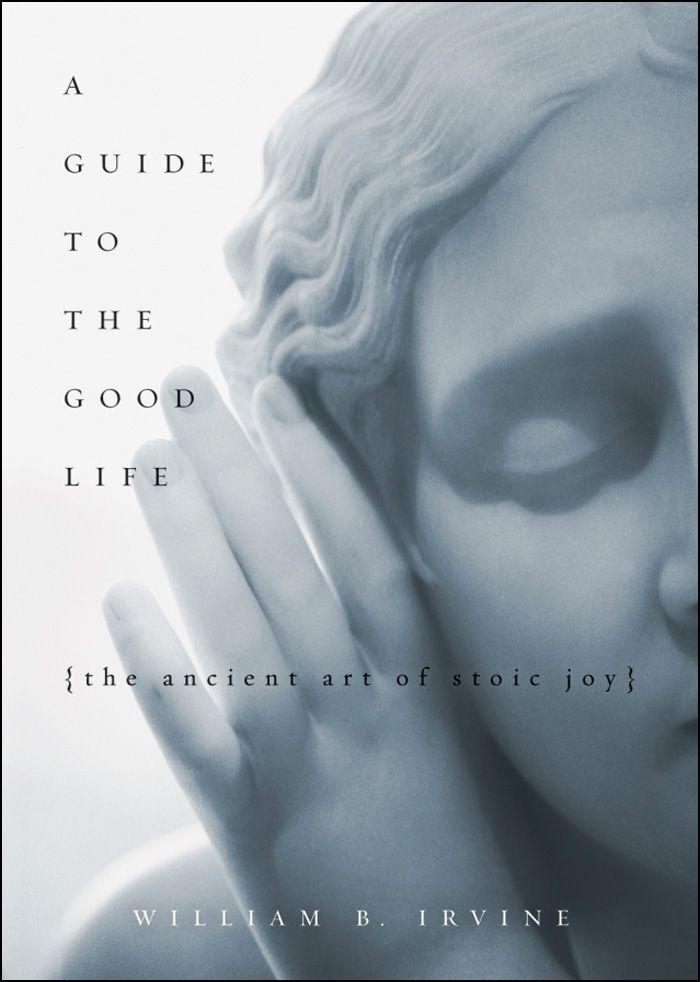 A
GUIDE
TO
THE
GOOD
LIFE
{the ancient art of stoic joy}
WILLIAM B. IRVINE